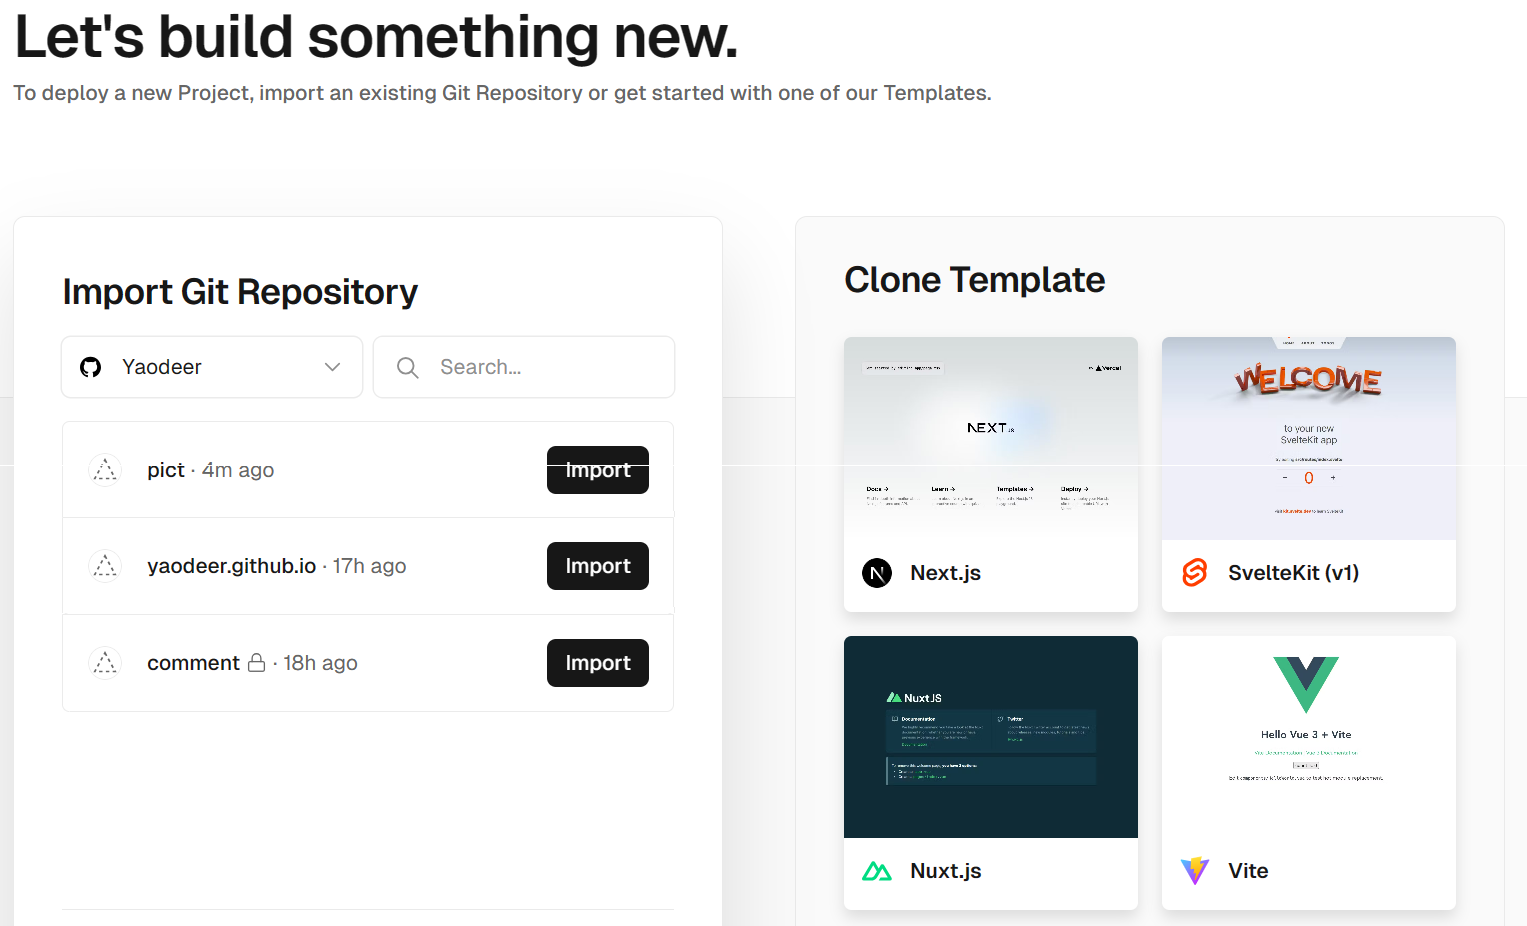 Let's build something new.
To deploy a new Project, import an existing Git Repository or get started with one of our Templates.
Import Git Repository
Yaodeer
Search...
pict · 4m ago
Import
yaodeer.github.io · 17h ago
Import
comment · 18h ago
Import
Clone Template
Vercel
NEXT.JS
Docs →
Learn →
Templates →
Deploy →
Next.js
WELCOME
to your new
SvelteKit app
- 0 +
SvelteKit (v1)
NuxtJS
Documentation
Twitter
Nuxt.js
Hello Vue 3 + Vite
Vite